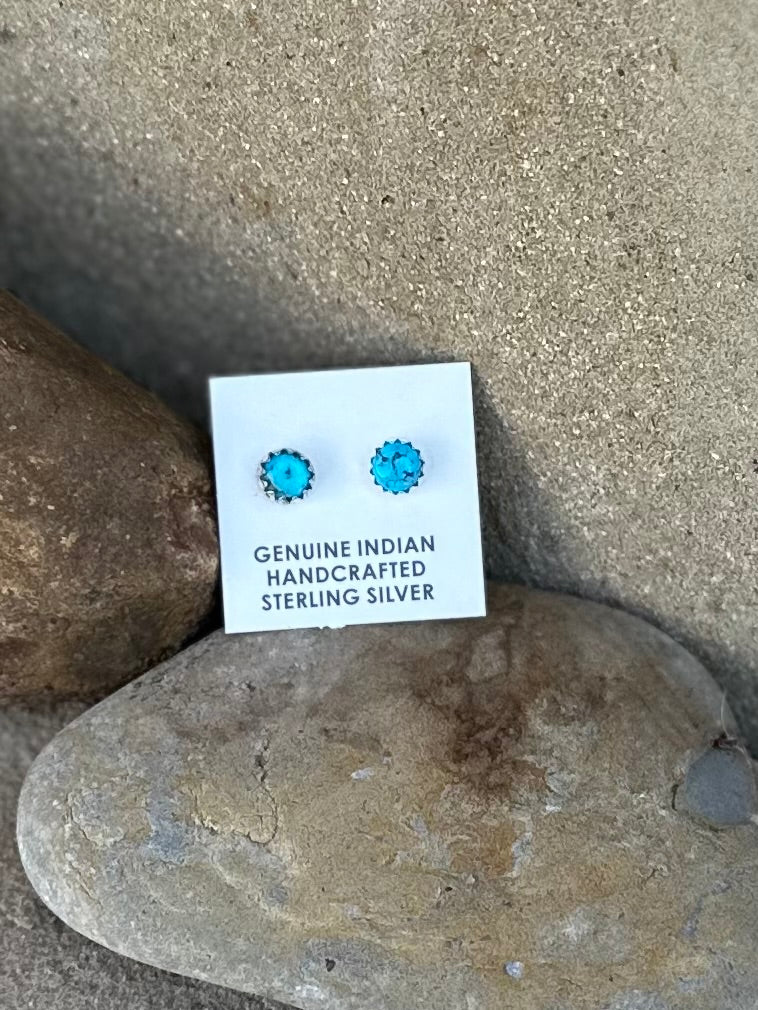 GENUINE INDIAN
HANDCRAFTED
STERLING SILVER